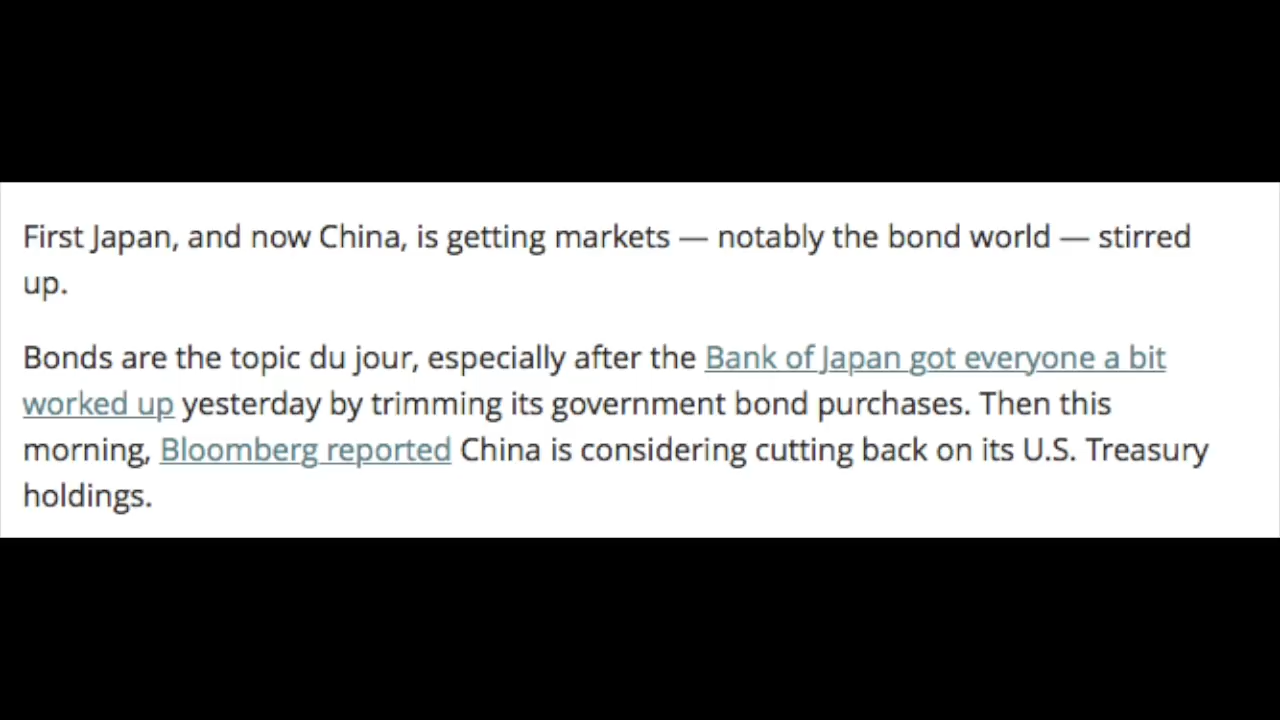 First Japan, and now China, is getting markets — notably the bond world — stirred
up.
Bonds are the topic du jour, especially after the Bank of Japan got everyone a bit
worked up yesterday by trimming its government bond purchases. Then this
morning, Bloomberg reported China is considering cutting back on its U.S. Treasury
holdings.